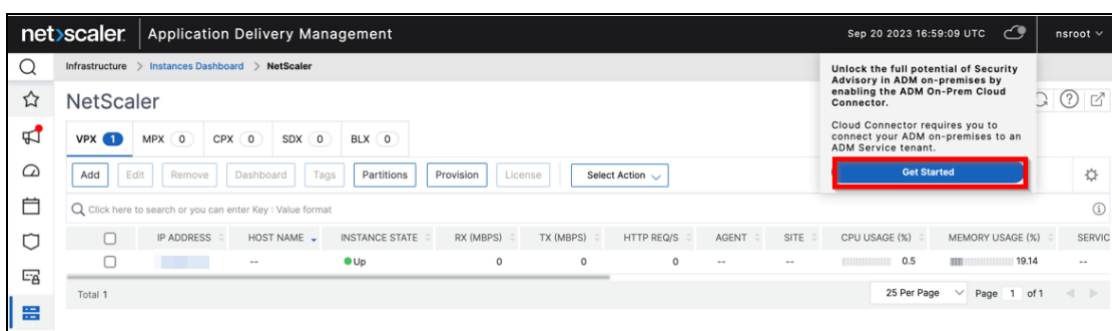 net>scaler. Application Delivery Management Sep 20 2023 16:59:09 UTC nsroot
Infrastructure > Instances Dashboard > NetScaler
Unlock the full potential of Security
Advisory in ADM on-premises by
enabling the ADM On-Prem Cloud
Connector.
Cloud Connector requires you to
connect your ADM on-premises to an
ADM Service tenant.
Get Started
NetScaler
VPX 1 MPX 0 CPX 0 SDX 0 BLX 0
Add Edit Remove Dashboard Tags Partitions Provision License Select Action
Click here to search or you can enter Key : Value format
IP ADDRESS HOST NAME INSTANCE STATE RX (MBPS) TX (MBPS) HTTP REQ/S AGENT SITE CPU USAGE (%) MEMORY USAGE (%) SERVIC
-- Up 0 0 0 -- -- 0.5 19.14 --
Total 1 25 Per Page Page 1 of 1